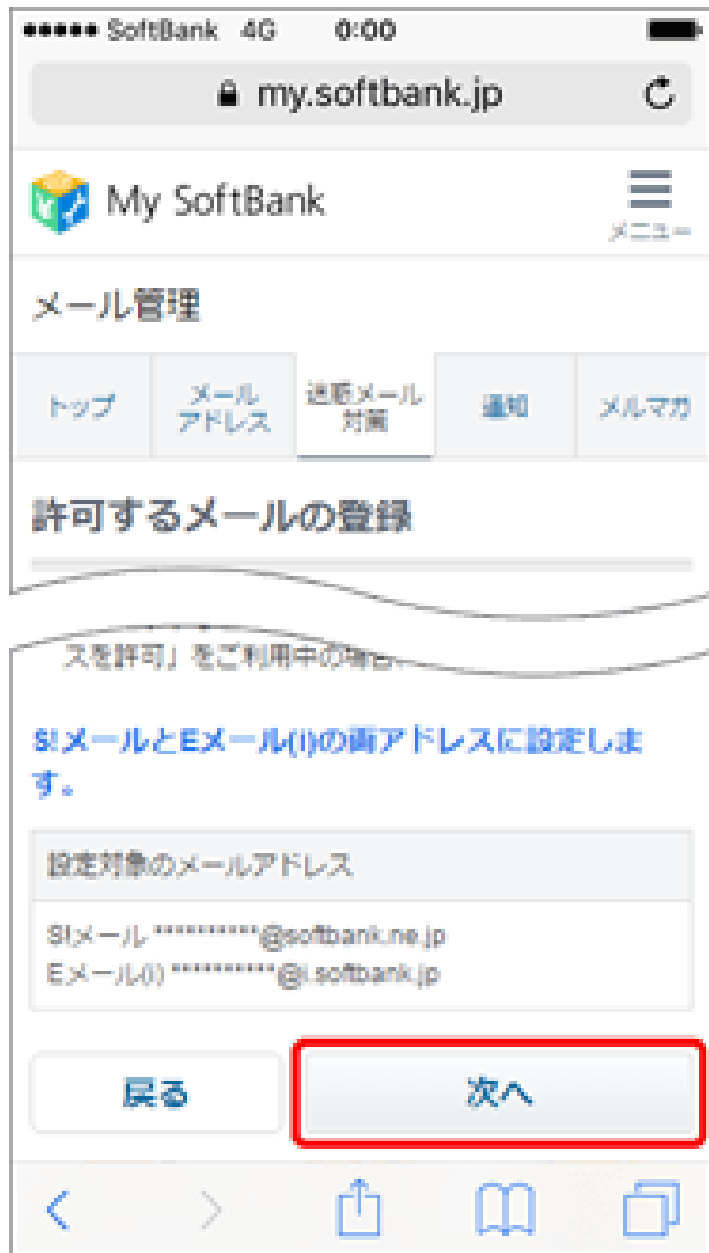 SoftBank 4G 0:00
my.softbank.jp
My SoftBank
メニュー
メール管理
トップ
メール
アドレス
迷惑メール
対策
通知
メルマガ
許可するメールの登録
スを許可」をご利用中の場合、
S!メールとEメール(i)の両アドレスに設定しま
す。
設定対象のメールアドレス
S!メール **********@softbank.ne.jp
Eメール(i) **********@i.softbank.jp
戻る
次へ